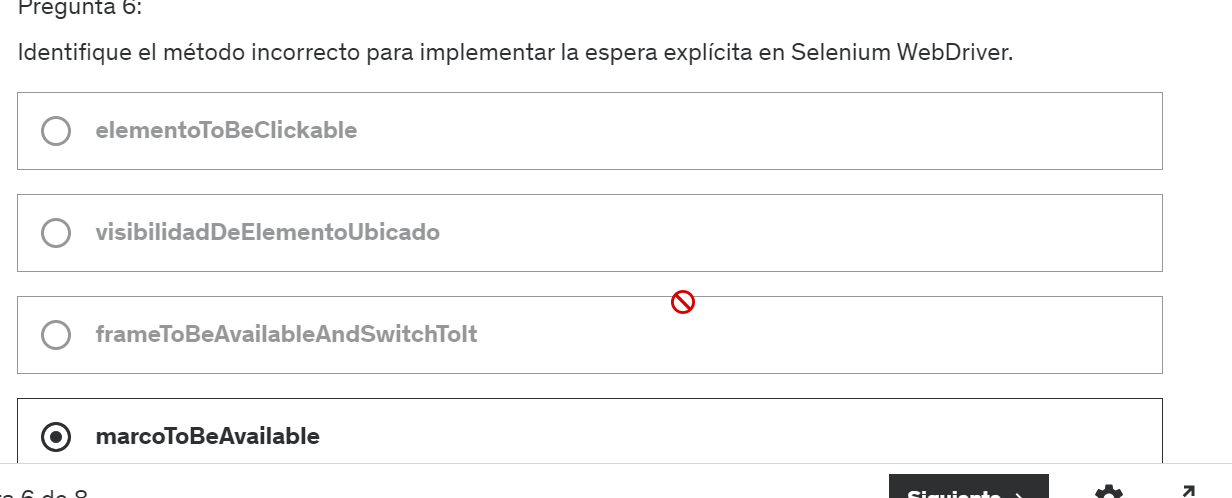 Pregunta 6:
Identifique el método incorrecto para implementar la espera explícita en Selenium WebDriver.
elementoToBeClickable
visibilidadDeElementoUbicado
frameToBeAvailableAndSwitchToIt
marcoToBeAvailable
6 de 8
Siguiente